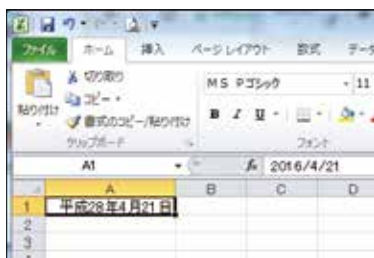 ファイル ホーム 挿入 ページレイアウト 数式 データ
貼り付け
切り取り
コピー
書式のコピー/貼り付け
クリップボード
MS Pゴシック 11
B I U
フォント
A1 fx 2016/4/21
A B C D
1 平成28年4月21日
2
3